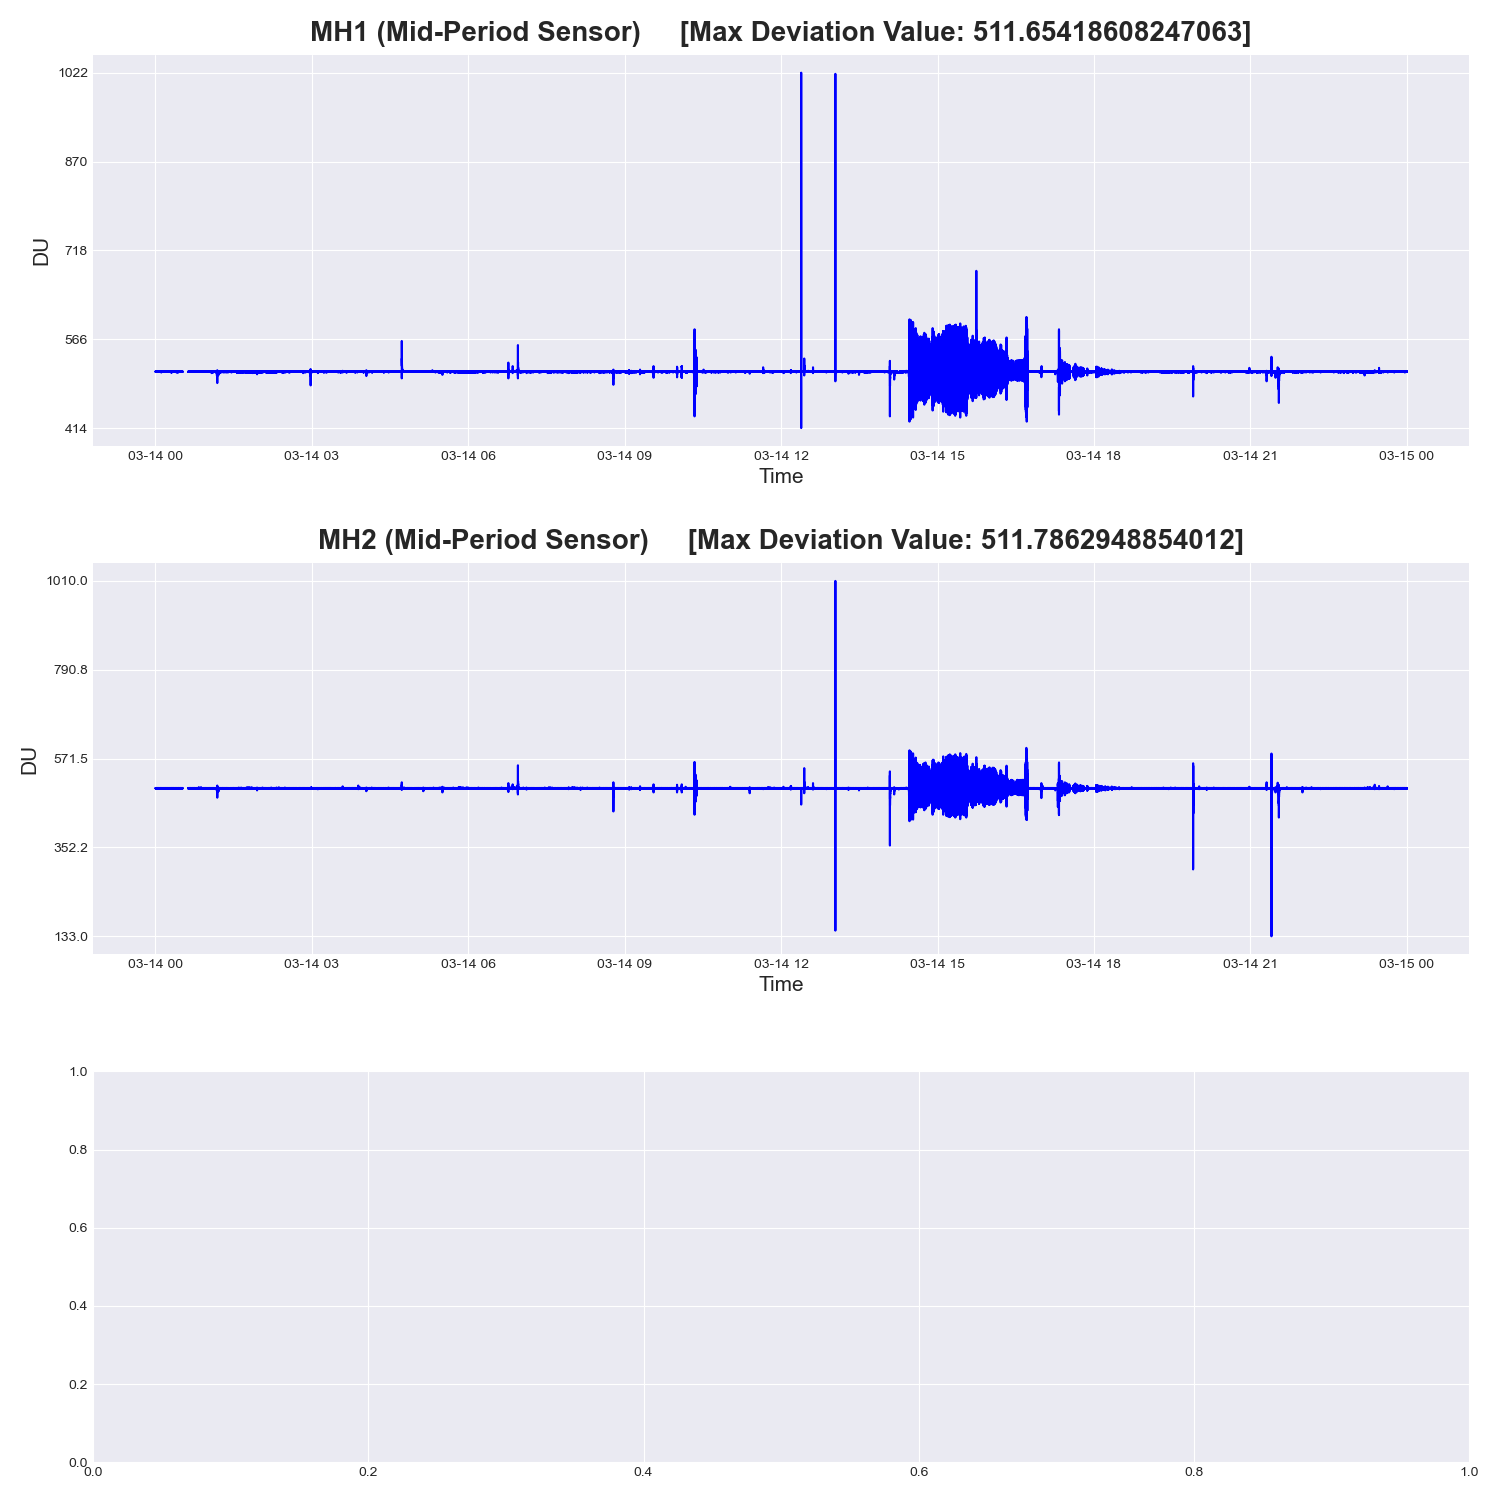 MH1 (Mid-Period Sensor) [Max Deviation Value: 511.65418608247063]
1022
870
718
566
414
DU
03-14 00 03-14 03 03-14 06 03-14 09 03-14 12 03-14 15 03-14 18 03-14 21 03-15 00
Time
MH2 (Mid-Period Sensor) [Max Deviation Value: 511.7862948854012]
1010.0
790.8
571.5
352.2
133.0
DU
03-14 00 03-14 03 03-14 06 03-14 09 03-14 12 03-14 15 03-14 18 03-14 21 03-15 00
Time
1.0
0.8
0.6
0.4
0.2
0.0
0.0 0.2 0.4 0.6 0.8 1.0